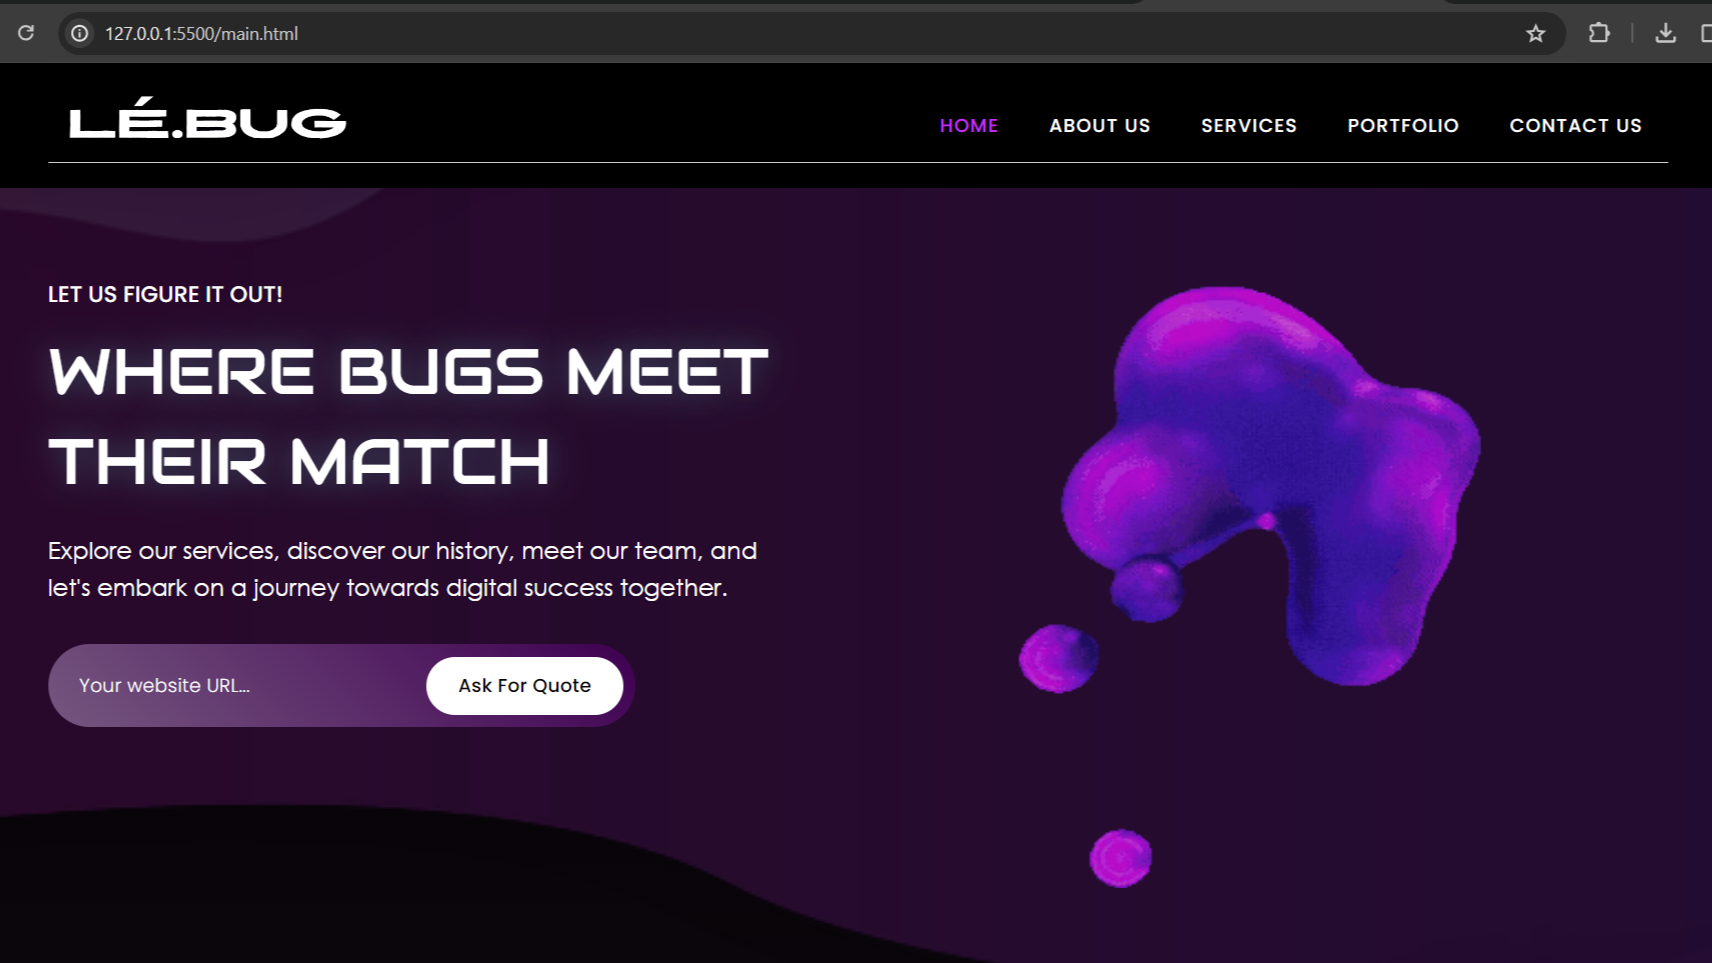 127.0.0.1:5500/main.html
LÉ.BUG
HOME ABOUT US SERVICES PORTFOLIO CONTACT US
LET US FIGURE IT OUT!
WHERE BUGS MEET
THEIR MATCH
Explore our services, discover our history, meet our team, and
let's embark on a journey towards digital success together.
Your website URL... Ask For Quote